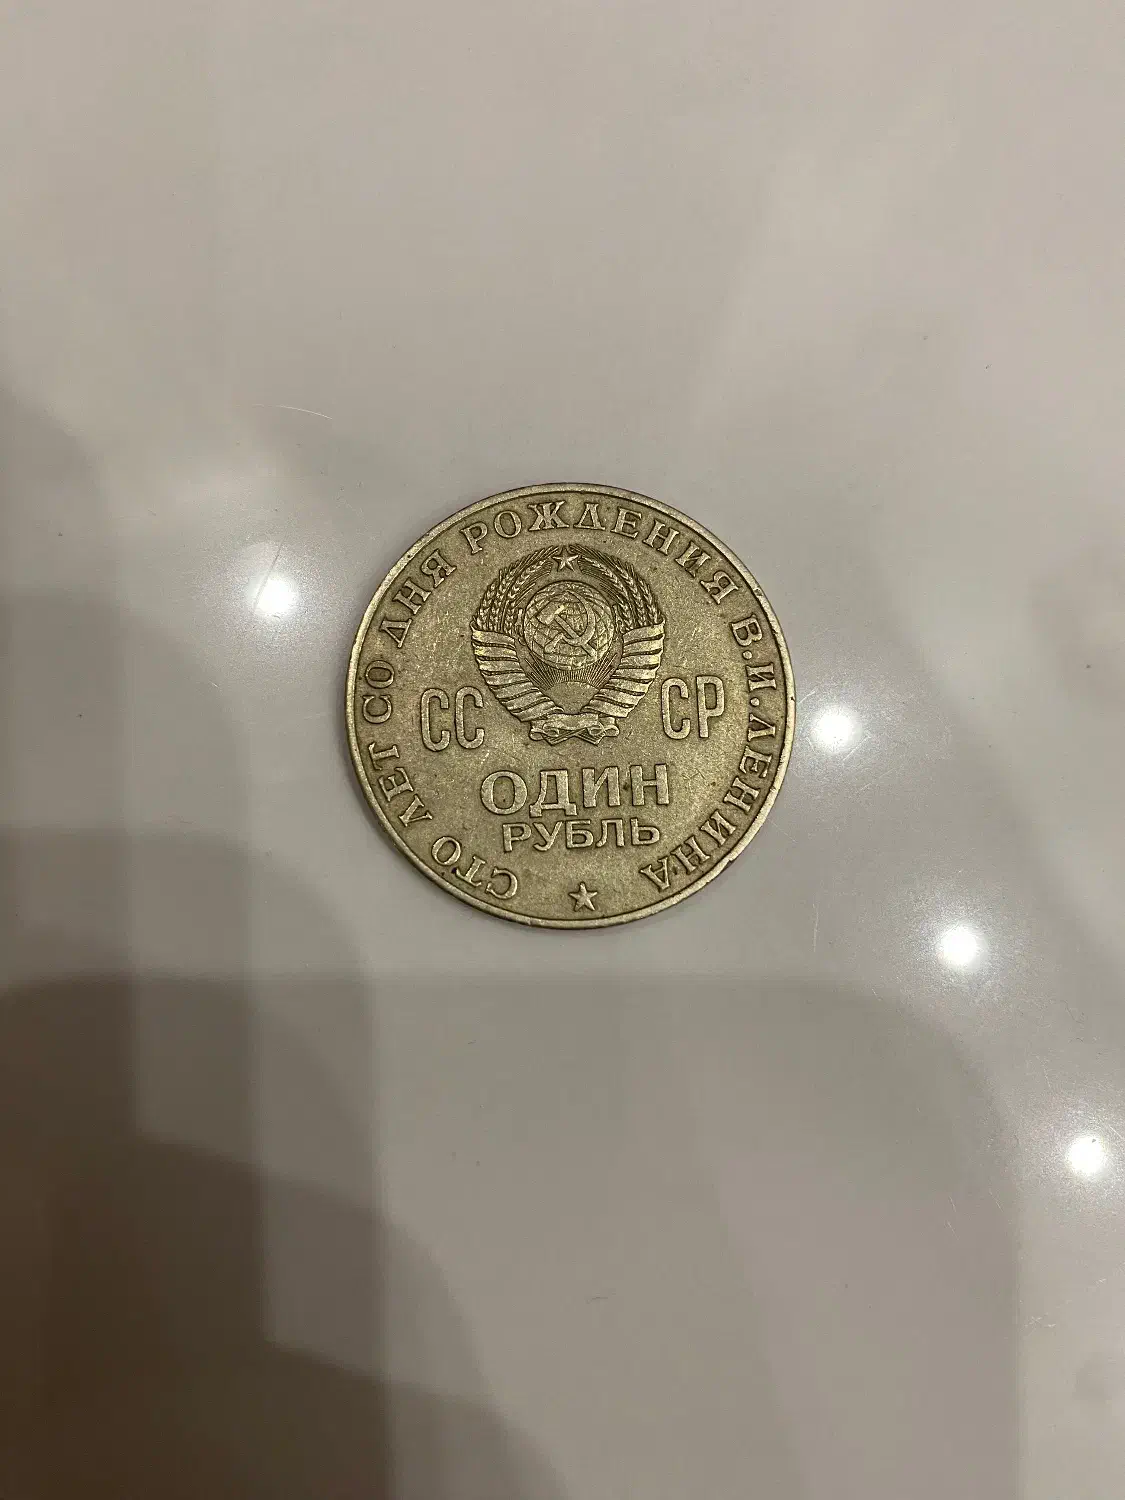 СТО ЛЕТ СО ДНЯ РОЖДЕНИЯ В.И.ЛЕНИНА
СС СР
ОДИН
РУБЛЬ